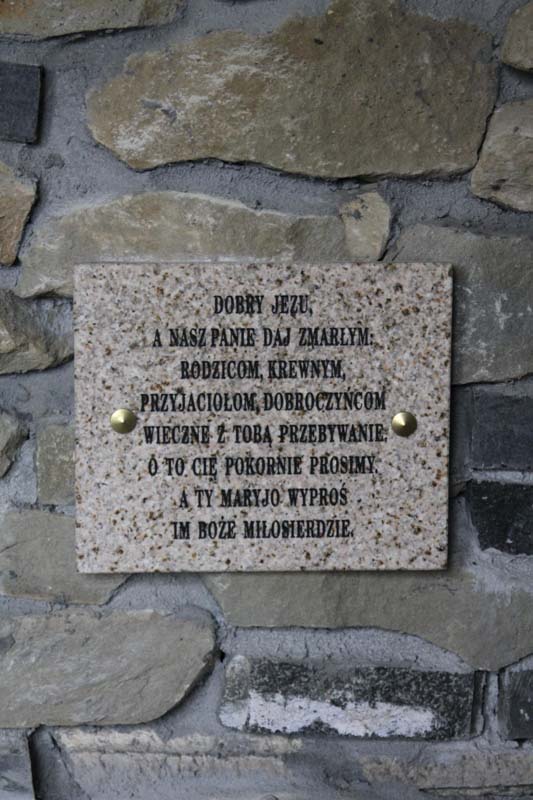 DOBRY JEZU,
A NASZ PANIE DAJ ZMARŁYM:
RODZICOM, KREWNYM,
PRZYJACIOŁOM, DOBROCZYŃCOM
WIECZNE Z TOBĄ PRZEBYWANIE.
O TO CIĘ POKORNIE PROSIMY.
A TY MARYJO WYPROŚ
IM BOŻE MIŁOSIERDZIE.